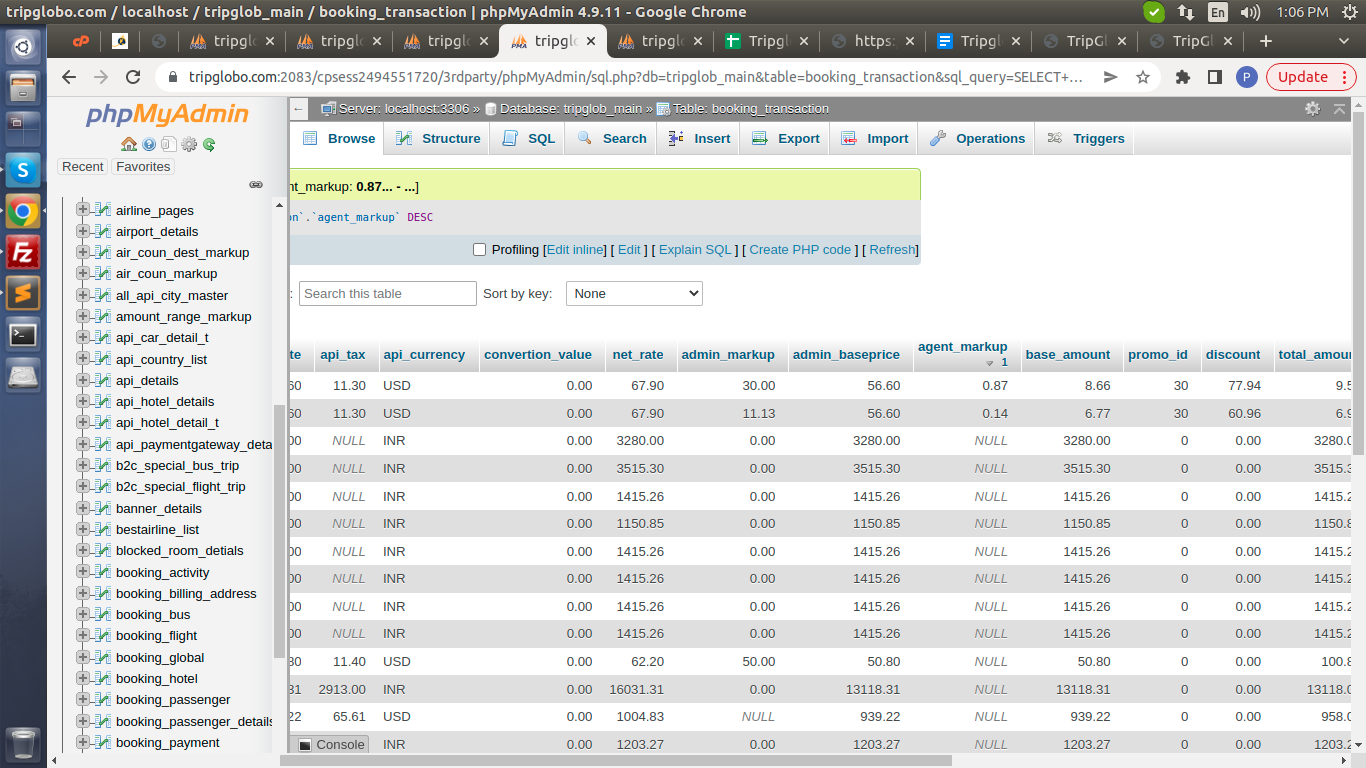 tripglobo.com / localhost / tripglob_main / booking_transaction | phpMyAdmin 4.9.11 - Google Chrome
En
1:06 PM
cP tripgl tripgl tripgl PMA tripgl tripgl Tripgl https: Tripgl TripGl TripGl
tripglobo.com:2083/cpsess2494551720/3rdparty/phpMyAdmin/sql.php?db=tripglob_main&table=booking_transaction&sql_query=SELECT+... P Update
phpMyAdmin
Recent Favorites
airline_pages
airport_details
air_coun_dest_markup
air_coun_markup
all_api_city_master
amount_range_markup
api_car_detail_t
api_country_list
api_details
api_hotel_details
api_hotel_detail_t
api_paymentgateway_deta
b2c_special_bus_trip
b2c_special_flight_trip
banner_details
bestairline_list
blocked_room_detials
booking_activity
booking_billing_address
booking_bus
booking_flight
booking_global
booking_hotel
booking_passenger
booking_passenger_details
booking_payment
Server: localhost:3306 » Database: tripglob_main » Table: booking_transaction
Browse Structure SQL Search Insert Export Import Operations Triggers
nt_markup: 0.87... - ...]
on`.`agent_markup` DESC
Profiling [Edit inline] [ Edit ] [ Explain SQL ] [ Create PHP code ] [ Refresh]
: Search this table Sort by key: None
te api_tax api_currency convertion_value net_rate admin_markup admin_baseprice agent_markup 1 base_amount promo_id discount total_amoun
60 11.30 USD 0.00 67.90 30.00 56.60 0.87 8.66 30 77.94 9.5
60 11.30 USD 0.00 67.90 11.13 56.60 0.14 6.77 30 60.96 6.9
00 NULL INR 0.00 3280.00 0.00 3280.00 NULL 3280.00 0 0.00 3280.0
00 NULL INR 0.00 3515.30 0.00 3515.30 NULL 3515.30 0 0.00 3515.3
00 NULL INR 0.00 1415.26 0.00 1415.26 NULL 1415.26 0 0.00 1415.2
00 NULL INR 0.00 1150.85 0.00 1150.85 NULL 1150.85 0 0.00 1150.8
00 NULL INR 0.00 1415.26 0.00 1415.26 NULL 1415.26 0 0.00 1415.2
00 NULL INR 0.00 1415.26 0.00 1415.26 NULL 1415.26 0 0.00 1415.2
00 NULL INR 0.00 1415.26 0.00 1415.26 NULL 1415.26 0 0.00 1415.2
00 NULL INR 0.00 1415.26 0.00 1415.26 NULL 1415.26 0 0.00 1415.2
80 11.40 USD 0.00 62.20 50.00 50.80 NULL 50.80 0 0.00 100.8
31 2913.00 INR 0.00 16031.31 0.00 13118.31 NULL 13118.31 0 0.00 13118.0
22 65.61 USD 0.00 1004.83 NULL 939.22 NULL 939.22 0 0.00 958.0
Console INR 0.00 1203.27 0.00 1203.27 NULL 1203.27 0 0.00 1203.2